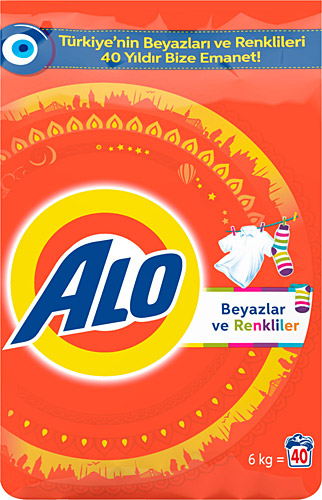 Türkiye'nin Beyazları ve Renklileri
40 Yıldır Bize Emanet!
ALO
Beyazlar
ve Renkliler
6 kg = 40